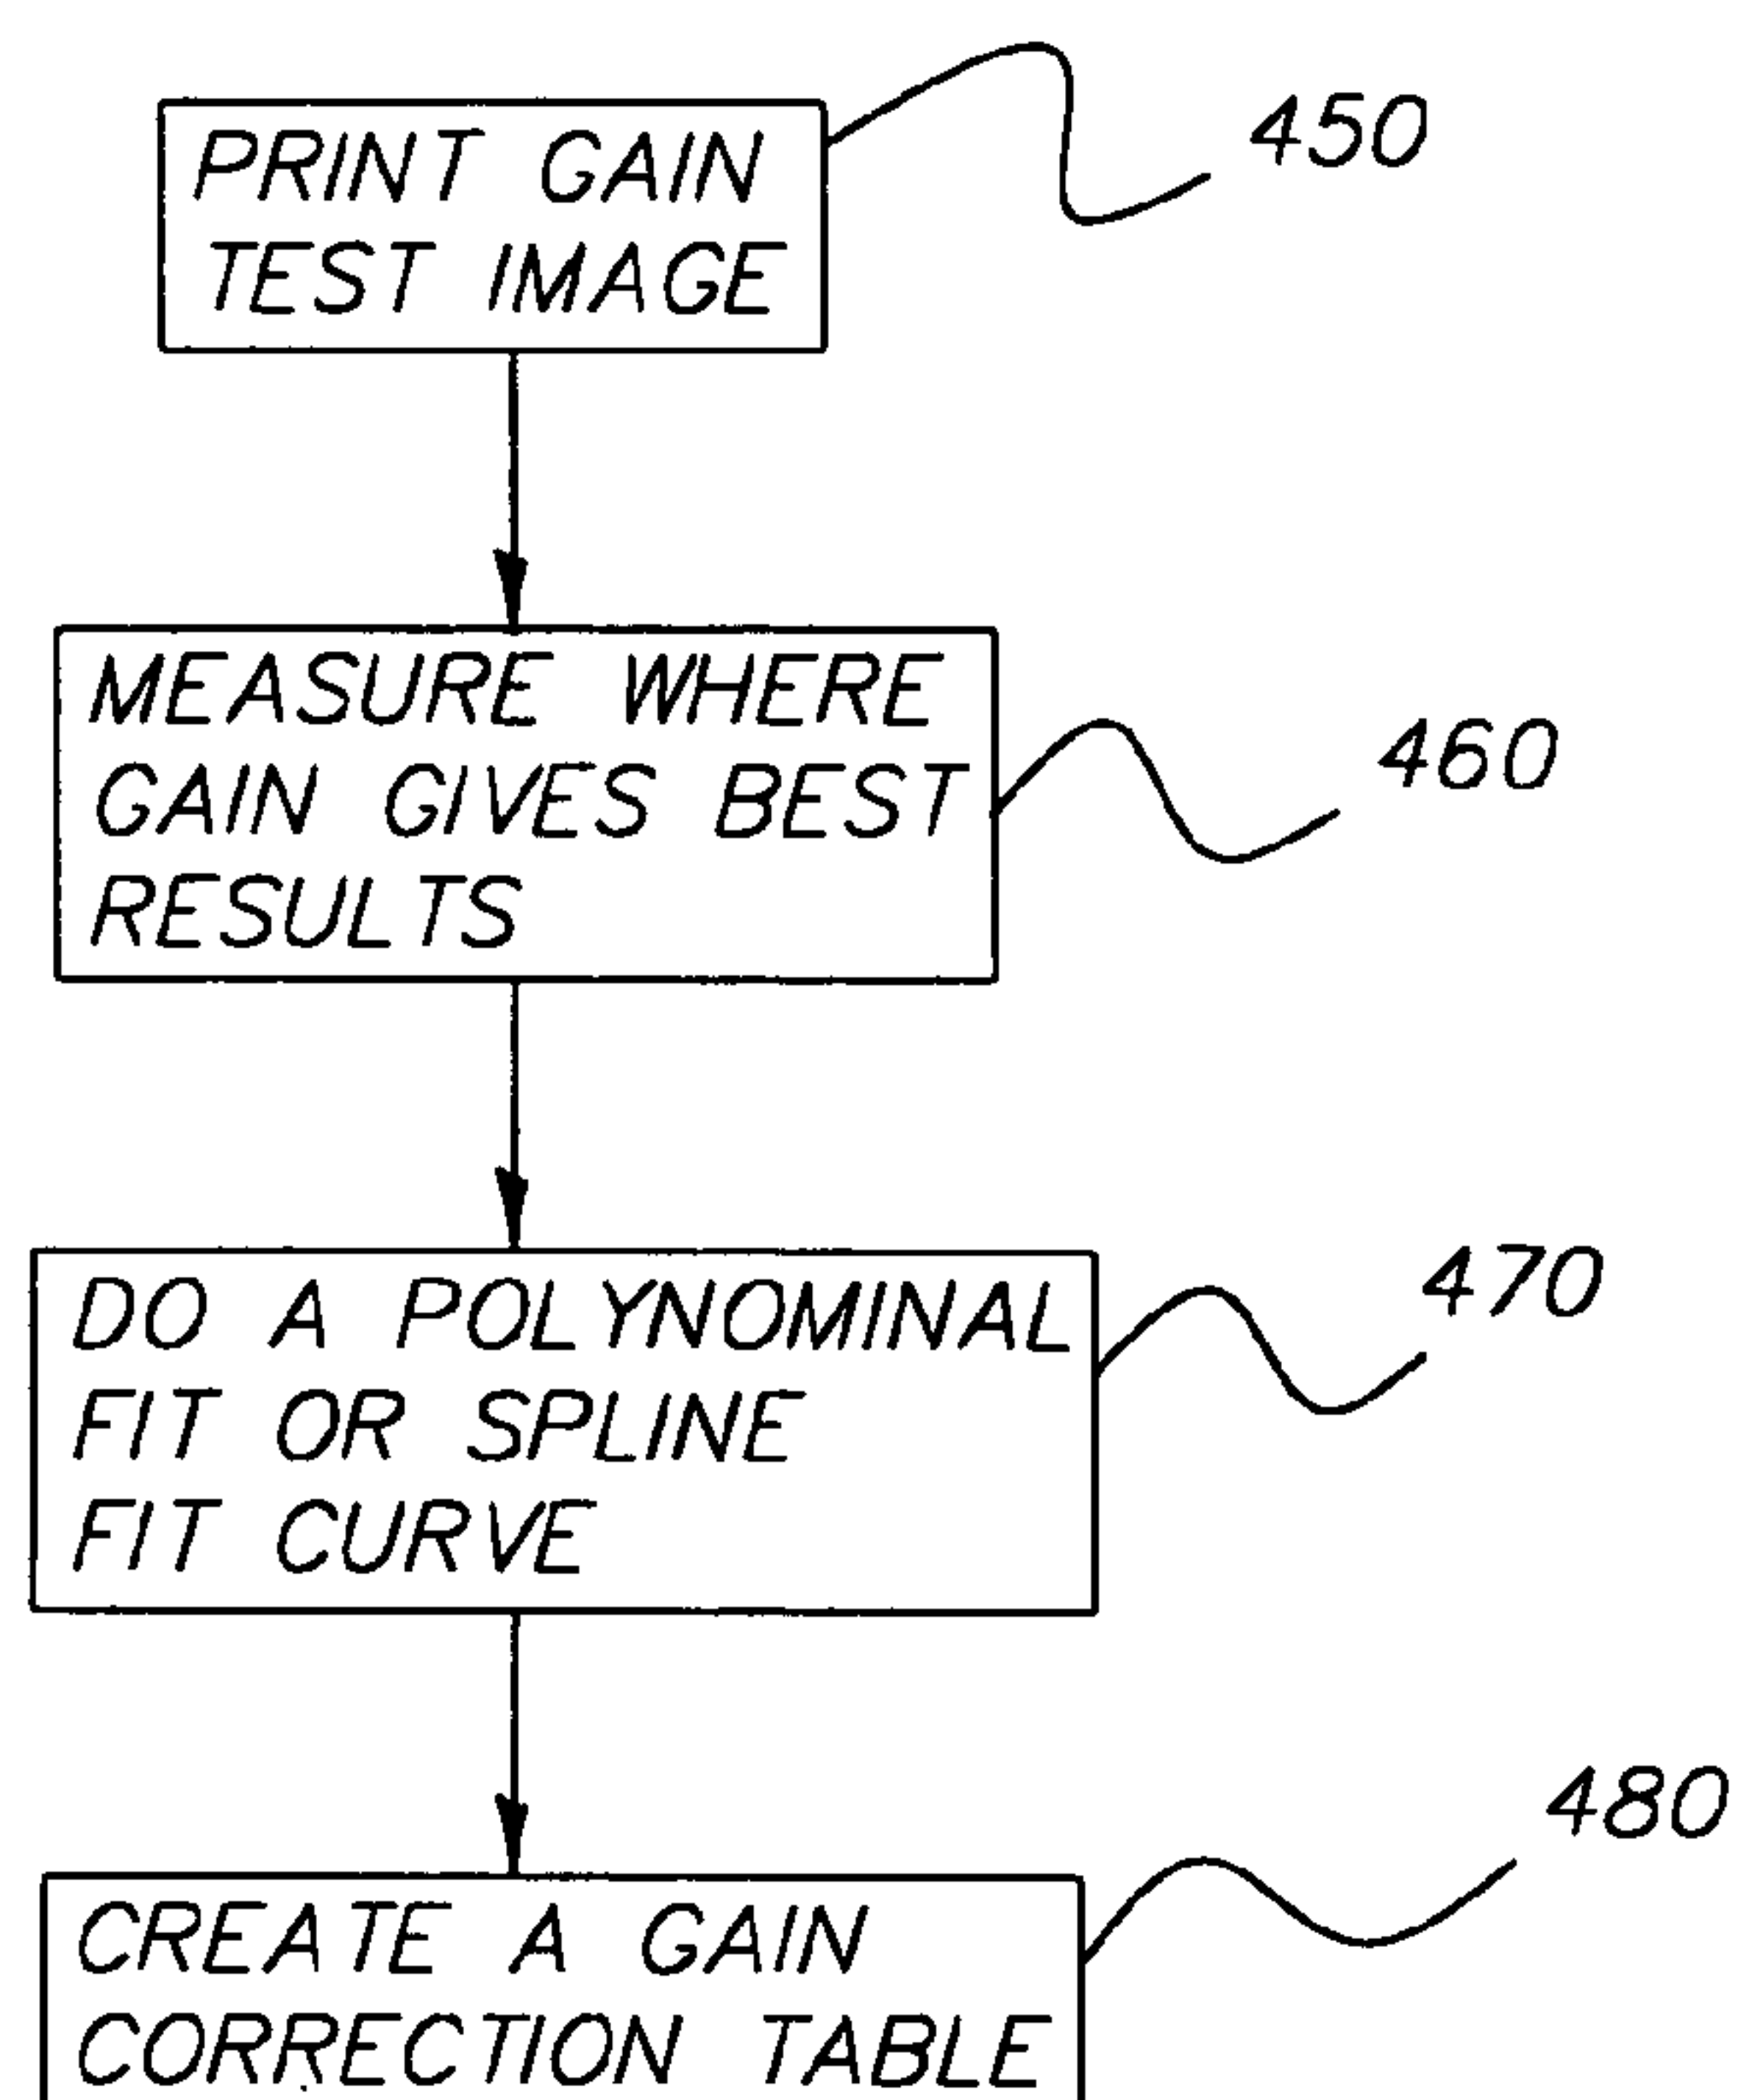 PRINT GAIN
TEST IMAGE
450
MEASURE WHERE
GAIN GIVES BEST
RESULTS
460
DO A POLYNOMINAL
FIT OR SPLINE
FIT CURVE
470
CREATE A GAIN
CORRECTION TABLE
480